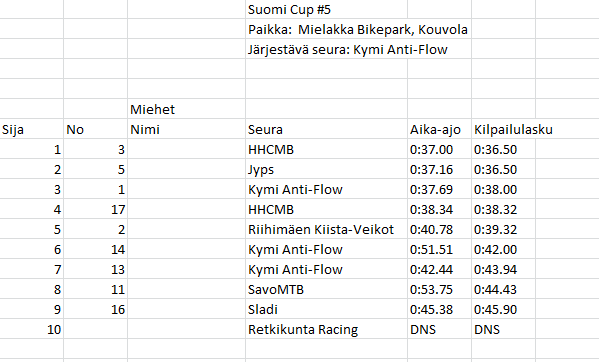 Suomi Cup #5
Paikka: Mielakka Bikepark, Kouvola
Järjestävä seura: Kymi Anti-Flow
Miehet
Sija No Nimi Seura Aika-ajo Kilpailulasku
1 3 HHCMB 0:37.00 0:36.50
2 5 Jyps 0:37.16 0:36.50
3 1 Kymi Anti-Flow 0:37.69 0:38.00
4 17 HHCMB 0:38.34 0:38.32
5 2 Riihimäen Kiista-Veikot 0:40.78 0:39.32
6 14 Kymi Anti-Flow 0:51.51 0:42.00
7 13 Kymi Anti-Flow 0:42.44 0:43.94
8 11 SavoMTB 0:53.75 0:44.43
9 16 Sladi 0:45.38 0:45.90
10 Retkikunta Racing DNS DNS